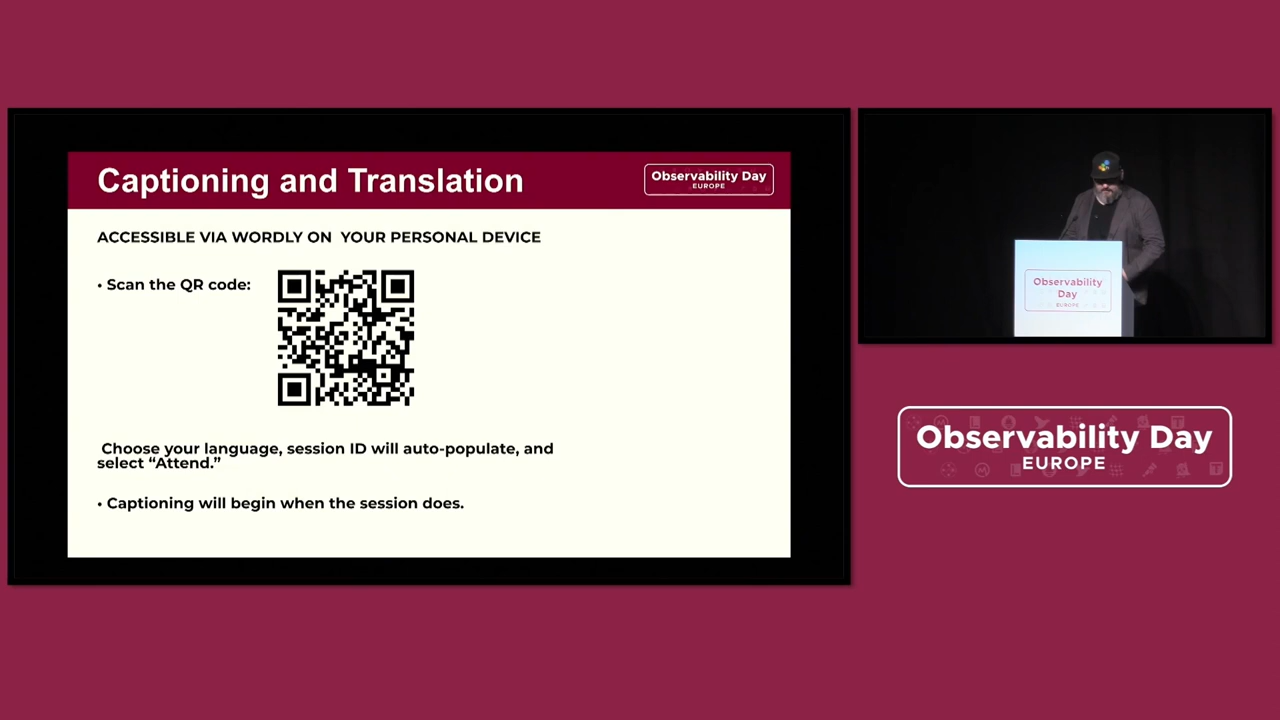 Captioning and Translation
Observability Day
EUROPE
ACCESSIBLE VIA WORDLY ON  YOUR PERSONAL DEVICE
• Scan the QR code:
Choose your language, session ID will auto-populate, and
select “Attend.”
• Captioning will begin when the session does.
Observability
Day
EUROPE
Observability Day
EUROPE